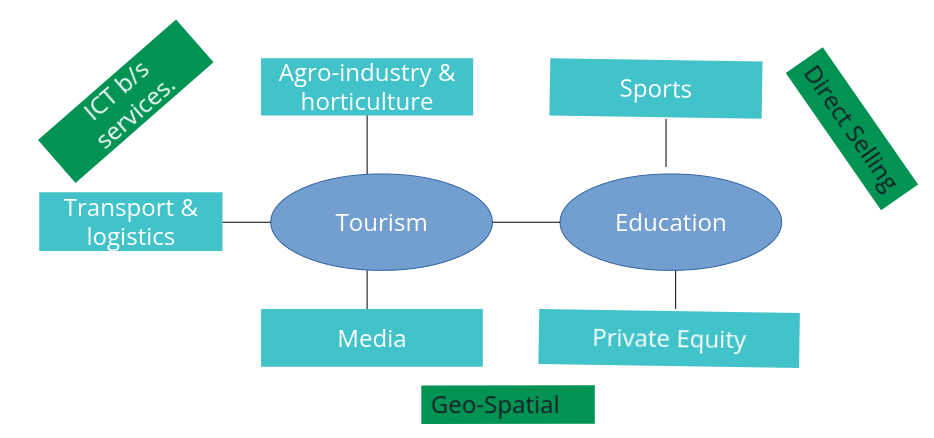 ICT b/s
services.
Agro-industry &
horticulture
Sports
Direct Selling
Transport &
logistics
Tourism
Education
Media
Private Equity
Geo-Spatial